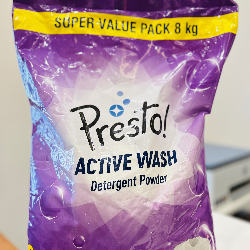 SUPER VALUE PACK 8 kg
Presto!
ACTIVE WASH
Detergent Powder